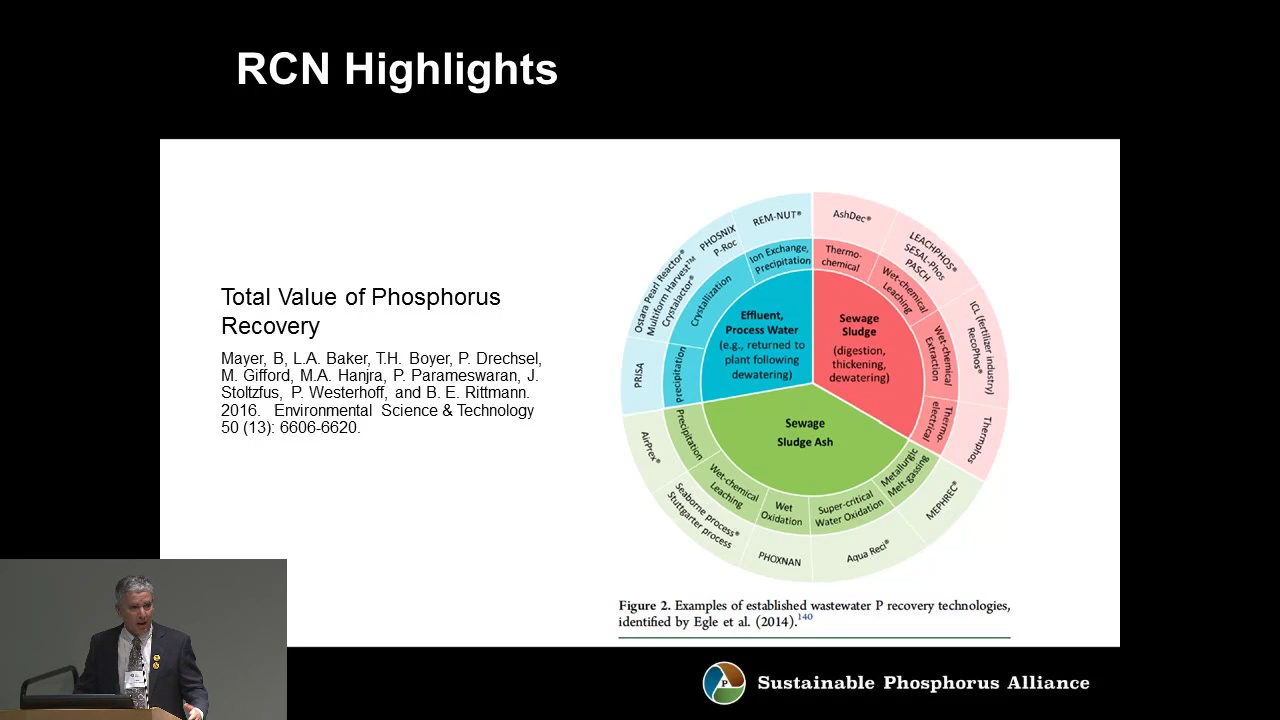 RCN Highlights
Total Value of Phosphorus
Recovery
Mayer, B, L.A. Baker, T.H. Boyer, P. Drechsel,
M. Gifford, M.A. Hanjra, P. Parameswaran, J.
Stoltzfus, P. Westerhoff, and B. E. Rittmann.
2016. Environmental Science & Technology
50 (13): 6606-6620.
Effluent,
Process Water
(e.g., returned to
plant following
dewatering)
Precipitation
Crystallization
Ion Exchange,
Precipitation
PRISA
Ostara Pearl Reactor®
Multiform Harvest™
Crystalactor®
PHOSNIX
P-Roc
REM-NUT®
Sewage
Sludge
(digestion,
thickening,
dewatering)
Thermo-
chemical
Wet-chemical
Leaching
Wet-chemical
Extraction
Thermo-
electrical
AshDec®
LEACHPHOS®
SESAL-Phos
PASCH
ICL (fertilizer industry)
RecoPhos®
Thermphos
Sewage
Sludge Ash
Metallurgic
Melt-gassing
Super-critical
Water Oxidation
Wet
Oxidation
Wet-chemical
Leaching
Precipitation
MEPHREC®
Aqua Reci®
PHOXNAN
Seaborne process®
Stuttgarter process
AirPrex®
Figure 2. Examples of established wastewater P recovery technologies,
identified by Egle et al. (2014).140
P
Sustainable Phosphorus Alliance